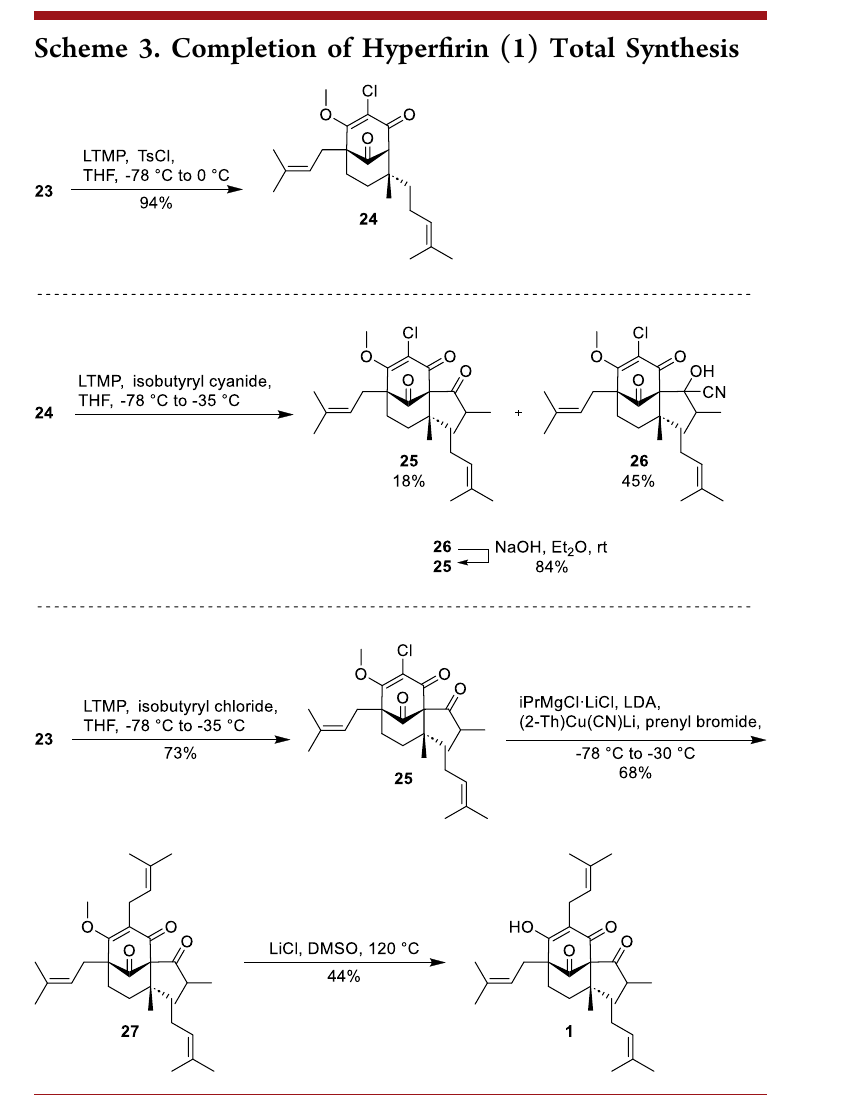 Scheme 3. Completion of Hyperfirin (1) Total Synthesis
Cl
O
O
O
LTMP, TsCl,
THF, -78 °C to 0 °C
23
94%
24
Cl
O
O
O
O
LTMP, isobutyryl cyanide,
THF, -78 °C to -35 °C
24
25
18%
+
Cl
O
O
O
OH
CN
26
45%
26 NaOH, Et₂O, rt
25 84%
Cl
O
O
O
O
LTMP, isobutyryl chloride,
THF, -78 °C to -35 °C
23
73%
25
iPrMgCl·LiCl, LDA,
(2-Th)Cu(CN)Li, prenyl bromide,
-78 °C to -30 °C
68%
O
O
O
O
27
LiCl, DMSO, 120 °C
44%
HO
O
O
O
1